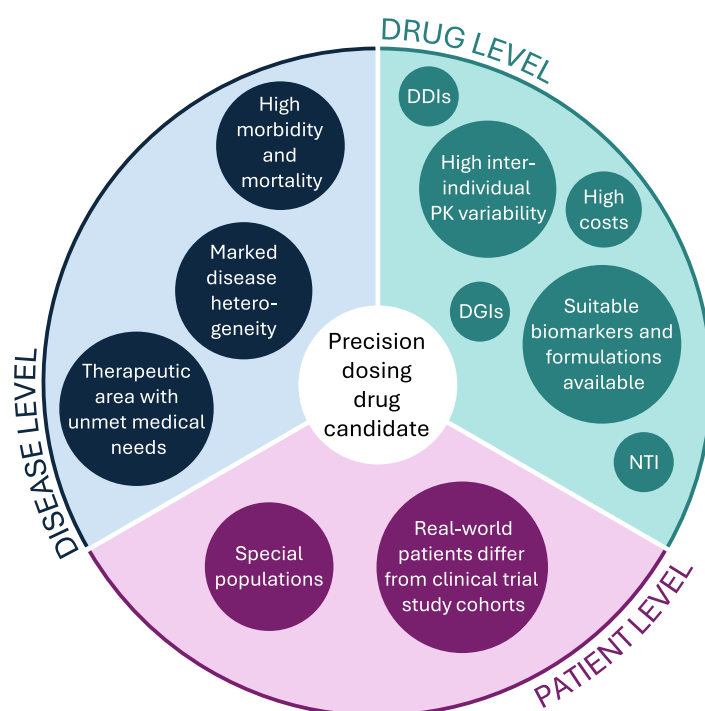 DRUG LEVEL
DDIs
High inter-
individual
PK variability
High
costs
DGIs
Suitable
biomarkers and
formulations
available
NTI
High
morbidity
and
mortality
Marked
disease
hetero-
geneity
Therapeutic
area with
unmet medical
needs
DISEASE LEVEL
Precision
dosing
drug
candidate
Special
populations
Real-world
patients differ
from clinical trial
study cohorts
PATIENT LEVEL